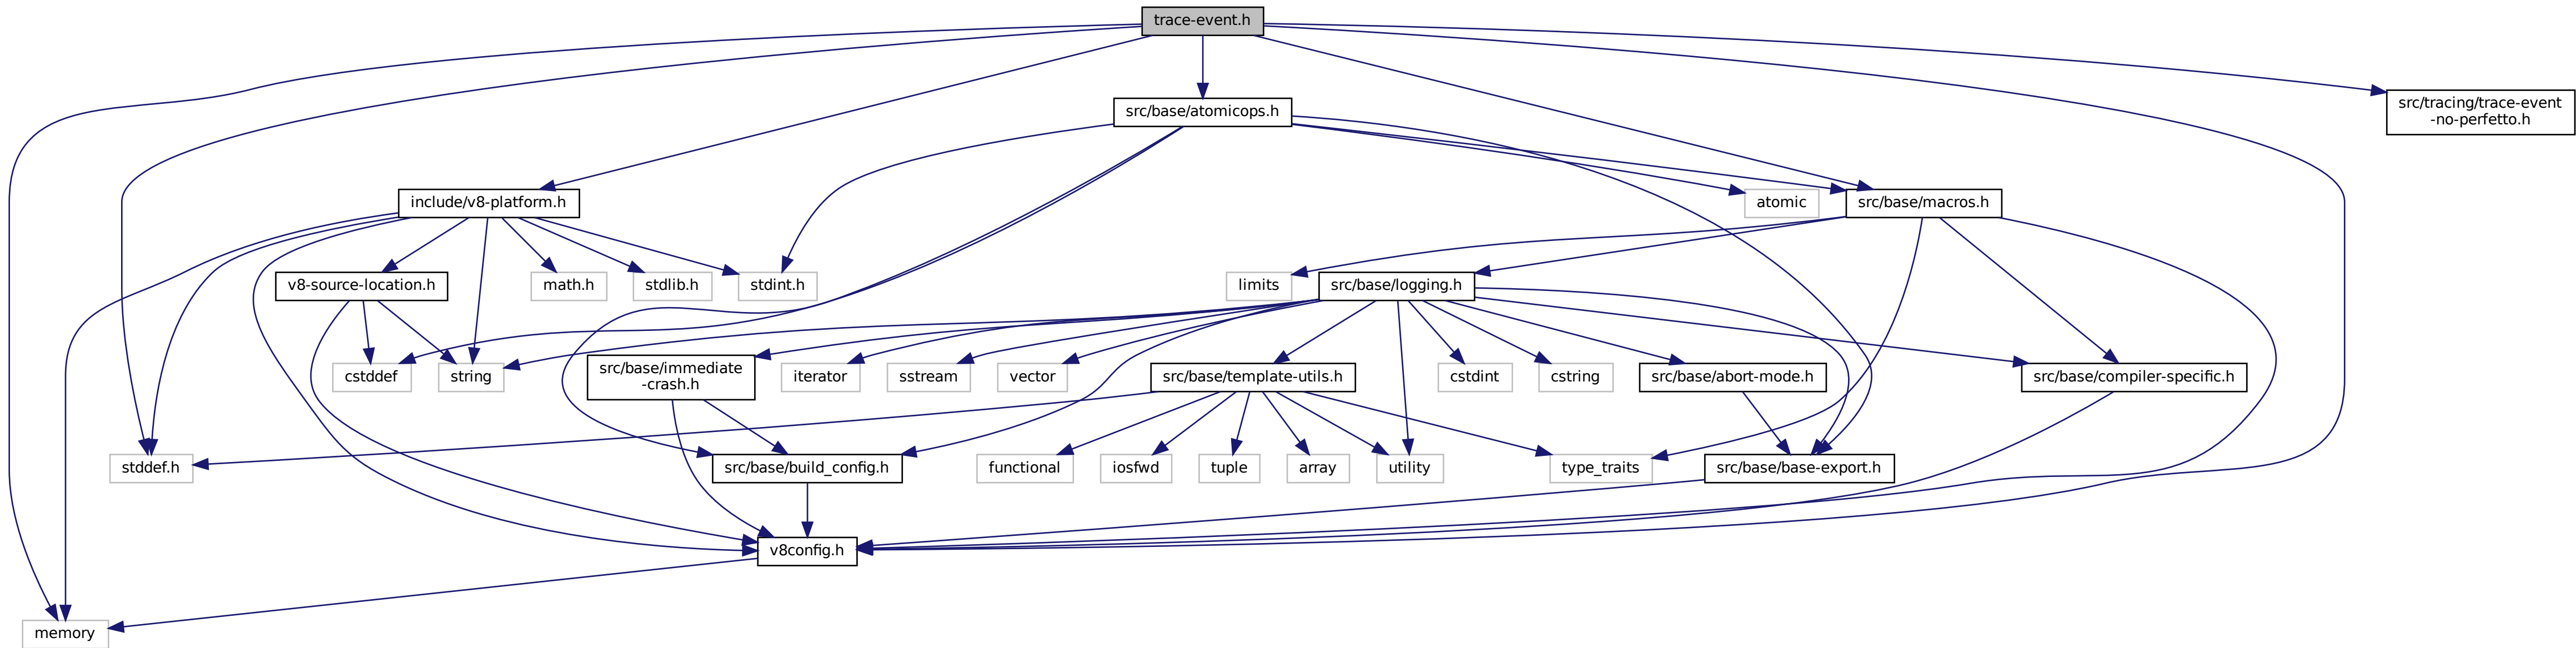 trace-event.h
src/base/atomicops.h
src/tracing/trace-event
-no-perfetto.h
include/v8-platform.h
atomic
src/base/macros.h
v8-source-location.h
math.h
stdlib.h
stdint.h
limits
src/base/logging.h
cstddef
string
src/base/immediate
-crash.h
iterator
sstream
vector
src/base/template-utils.h
cstdint
cstring
src/base/abort-mode.h
src/base/compiler-specific.h
stddef.h
src/base/build_config.h
functional
iosfwd
tuple
array
utility
type_traits
src/base/base-export.h
v8config.h
memory